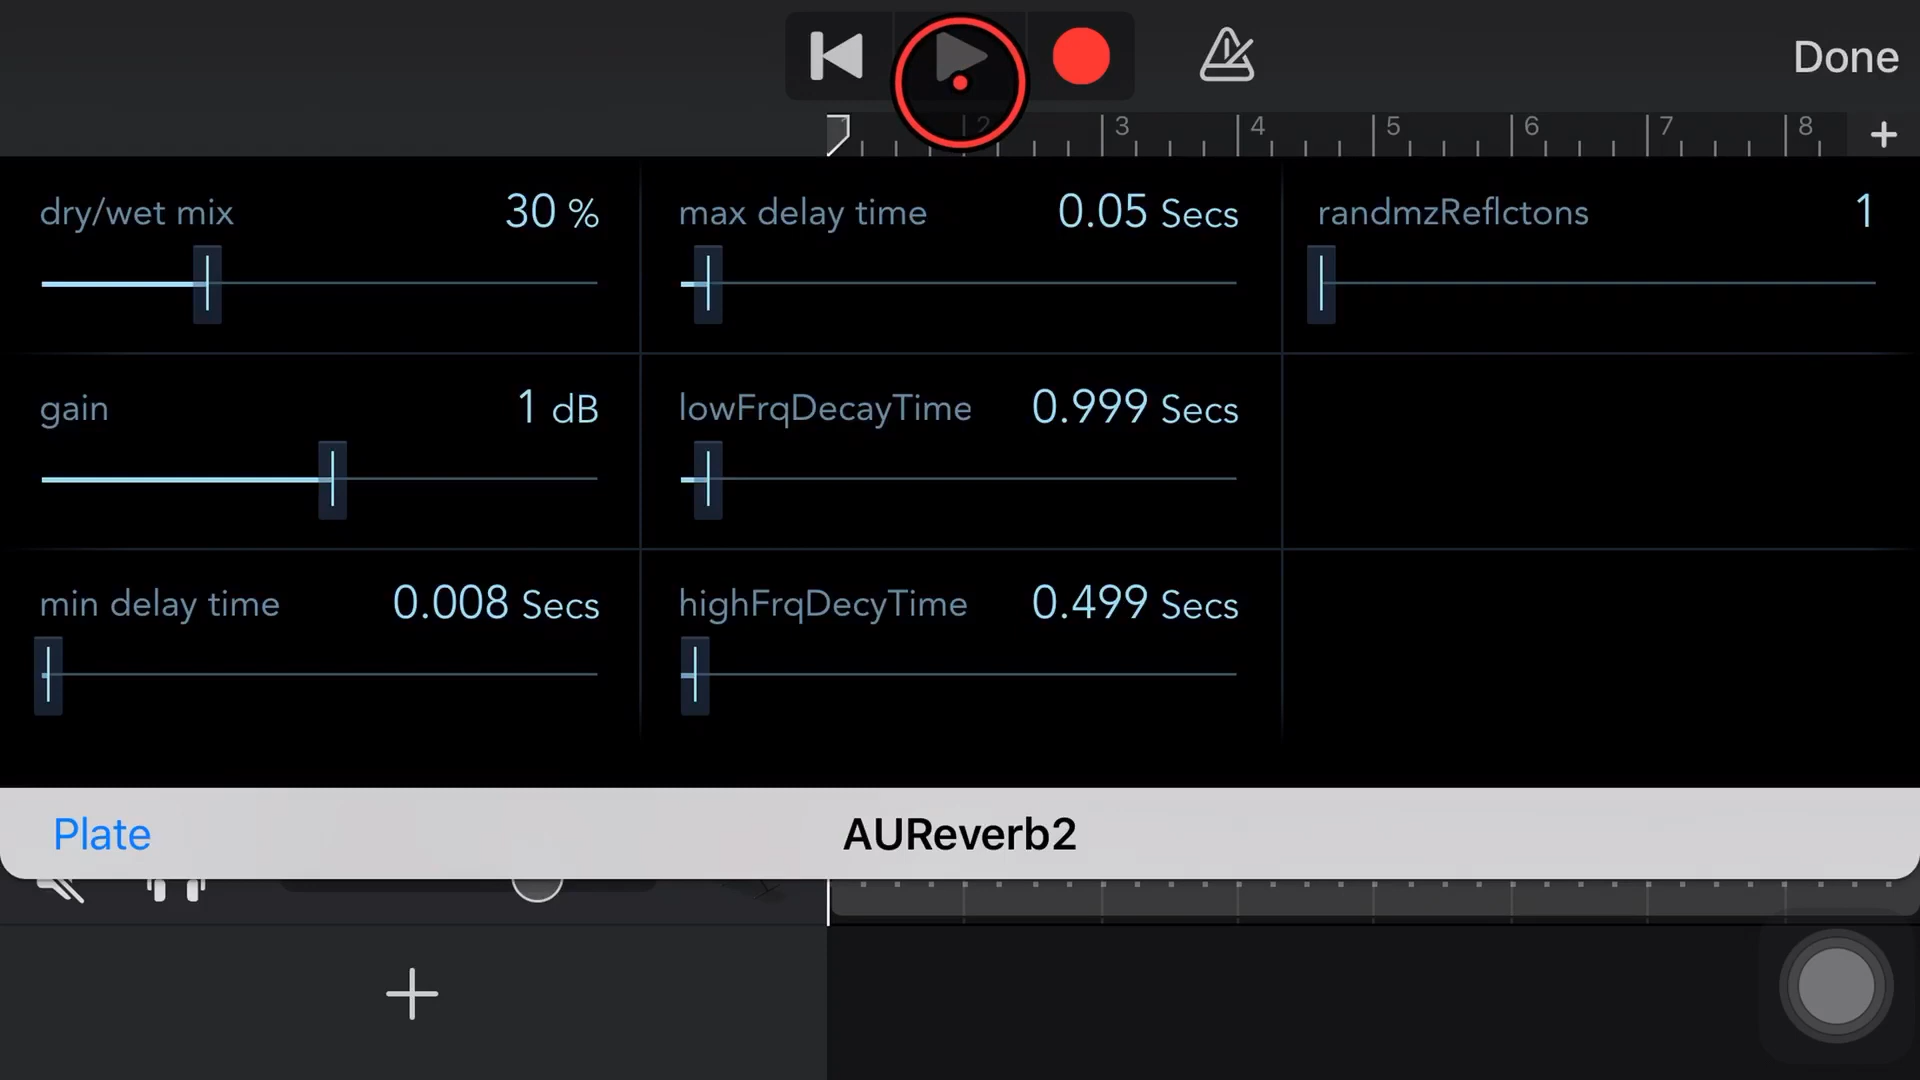 Done
2 3 4 5 6 7 8 +
dry/wet mix 30 %
max delay time 0.05 Secs
randmzReflctons 1
gain 1 dB
lowFrqDecayTime 0.999 Secs
min delay time 0.008 Secs
highFrqDecyTime 0.499 Secs
Plate
AUReverb2